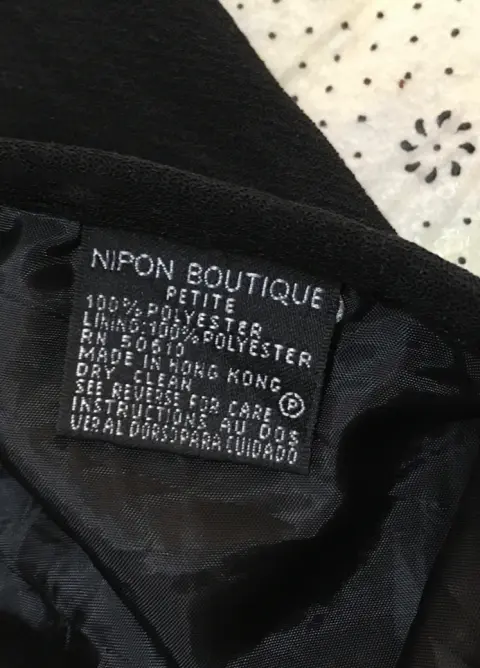 NIPON BOUTIQUE
PETITE
100% POLYESTER
LINING:100% POLYESTER
RN 50610
MADE IN HONG KONG
DRY CLEAN Ⓟ
SEE REVERSE FOR CARE
INSTRUCTIONS AU DOS
VER AL DORSO PARA CUIDADO